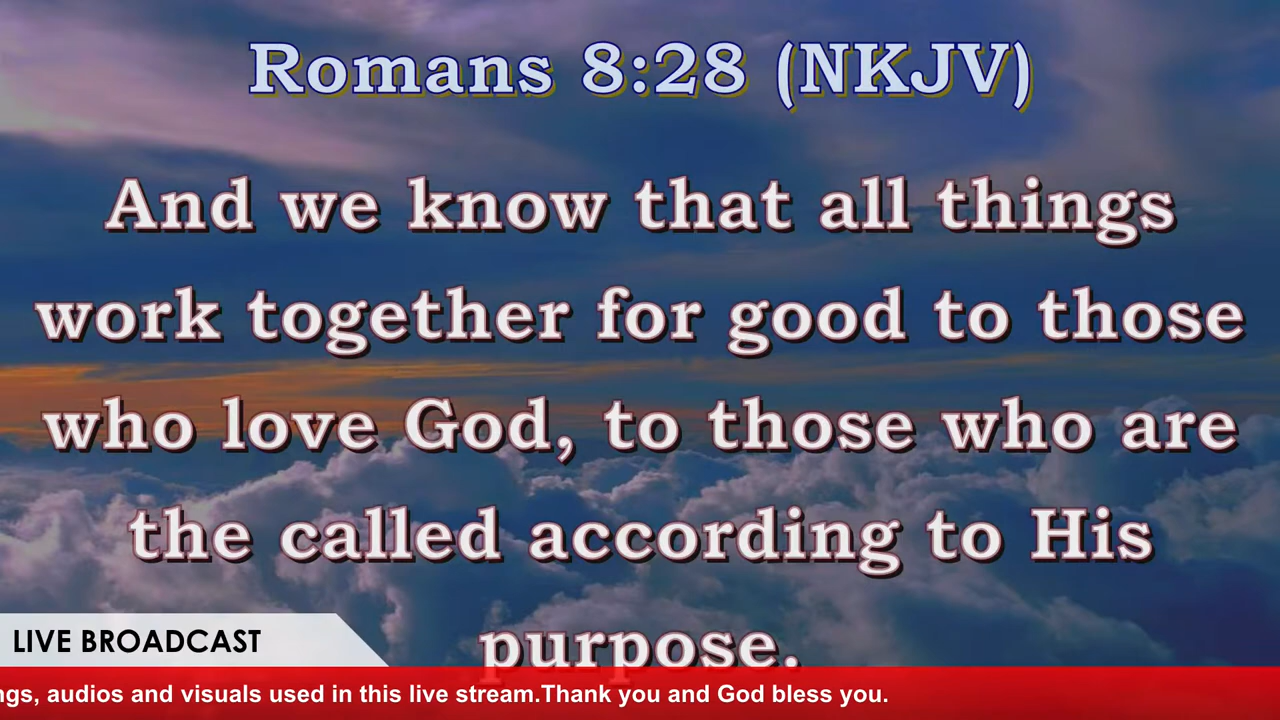 Romans 8:28 (NKJV)
And we know that all things
work together for good to those
who love God, to those who are
the called according to His
purpose.
LIVE BROADCAST
audios and visuals used in this live stream.Thank you and God bless you.